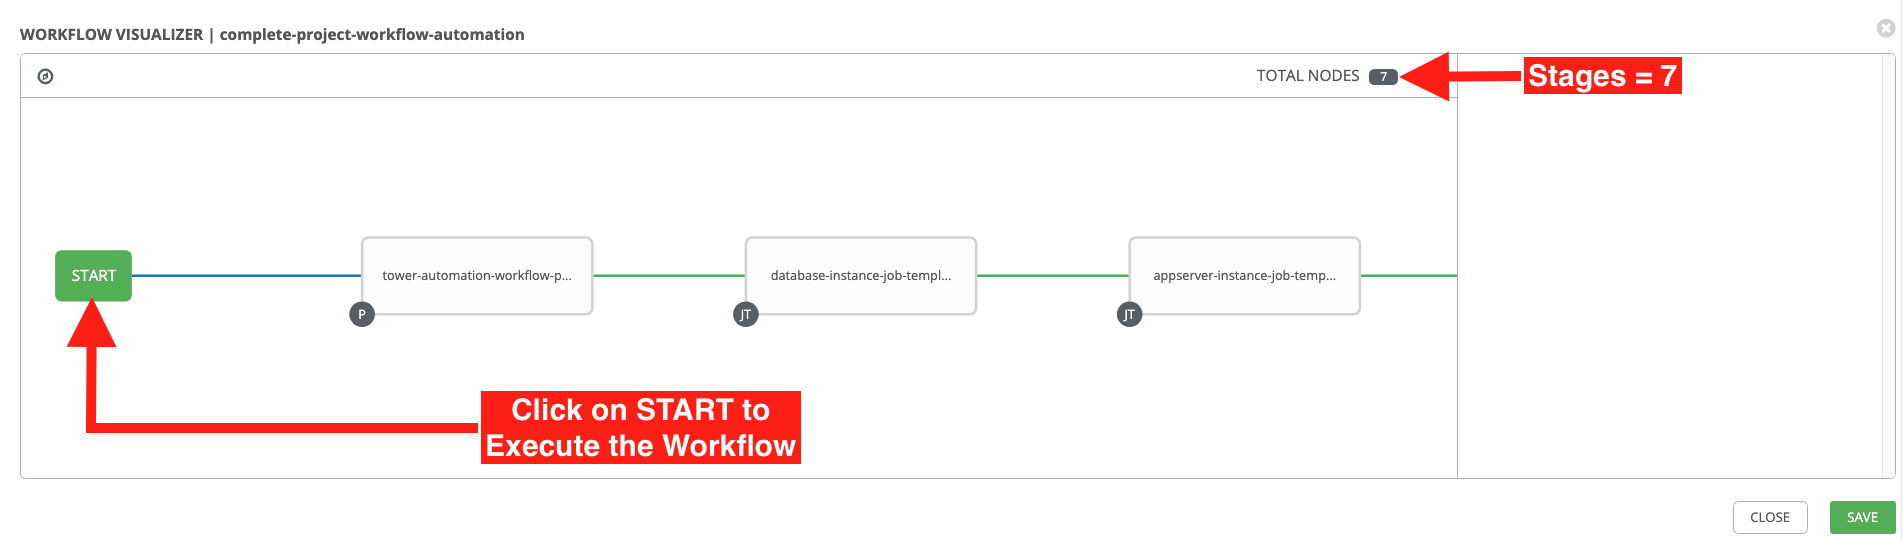 WORKFLOW VISUALIZER | complete-project-workflow-automation
TOTAL NODES 7
Stages = 7
START
tower-automation-workflow-p...
database-instance-job-templ...
appserver-instance-job-temp...
P
JT
JT
Click on START to
Execute the Workflow
CLOSE
SAVE